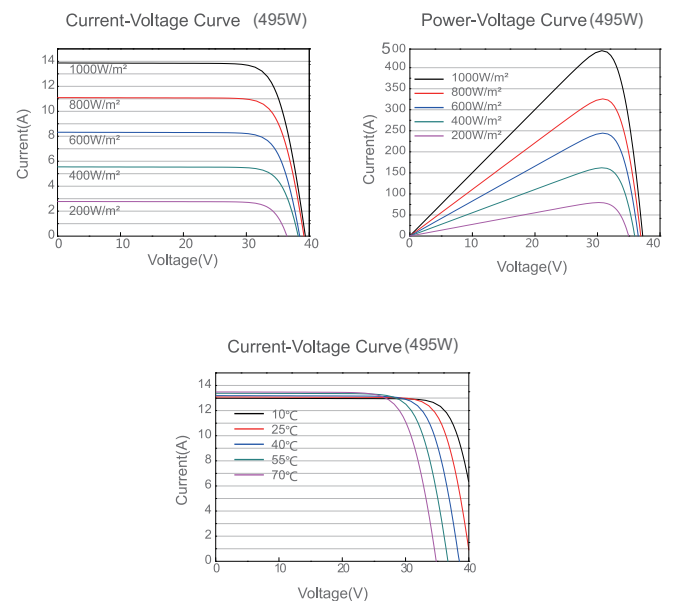 Current-Voltage Curve (495W)
14
12
10
8
6
4
2
0
1000W/m²
800W/m²
600W/m²
400W/m²
200W/m²
0 10 20 30 40
Current(A)
Voltage(V)
Power-Voltage Curve (495W)
500
400
350
300
250
200
150
100
50
0
1000W/m²
800W/m²
600W/m²
400W/m²
200W/m²
0 10 20 30 40
Current(A)
Voltage(V)
Current-Voltage Curve (495W)
14
12
10
8
6
4
2
0
10℃
25℃
40℃
55℃
70℃
0 10 20 30 40
Current(A)
Voltage(V)